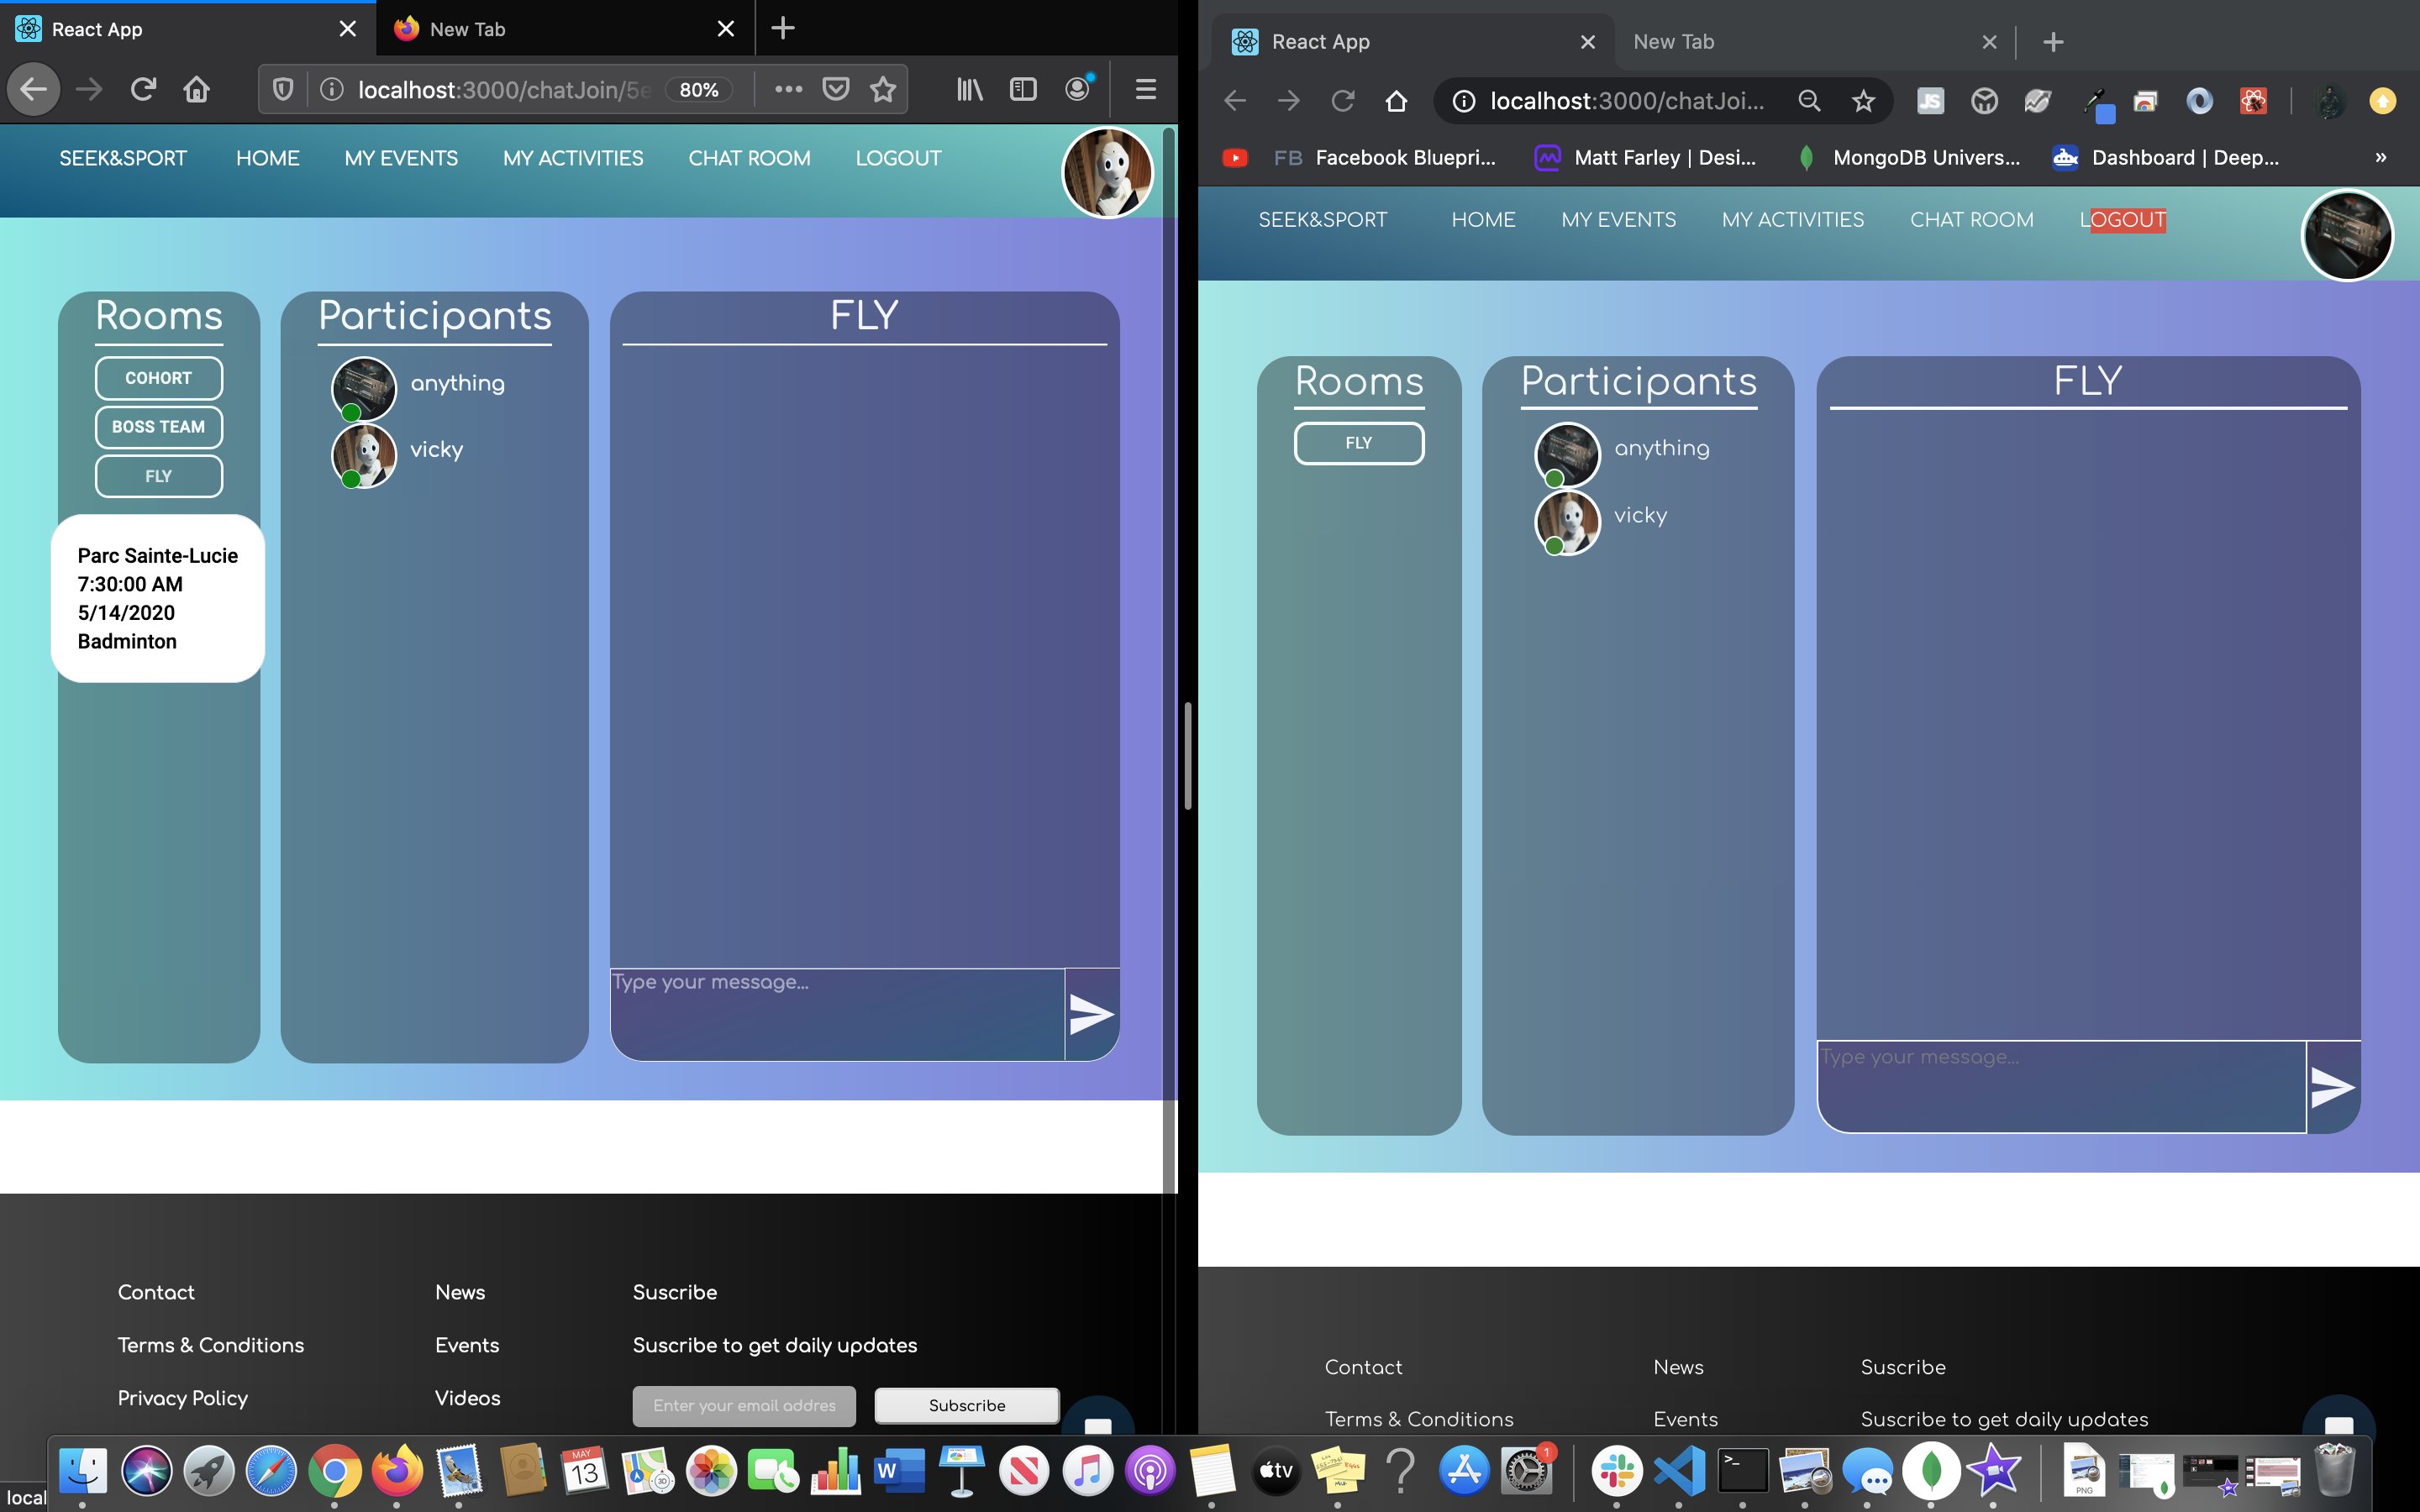 React App
New Tab
localhost:3000/chatJoin/5e
80%
SEEK&SPORT
HOME
MY EVENTS
MY ACTIVITIES
CHAT ROOM
LOGOUT
Rooms
COHORT
BOSS TEAM
FLY
Parc Sainte-Lucie
7:30:00 AM
5/14/2020
Badminton
Participants
anything
vicky
FLY
Type your message...
Contact
Terms & Conditions
Privacy Policy
News
Events
Videos
Suscribe
Suscribe to get daily updates
Enter your email addres
Subscribe
local
React App
New Tab
localhost:3000/chatJoi...
JS
FB
Facebook Bluepri...
Matt Farley | Desi...
MongoDB Univers...
Dashboard | Deep...
»
SEEK&SPORT
HOME
MY EVENTS
MY ACTIVITIES
CHAT ROOM
LOGOUT
Rooms
FLY
Participants
anything
vicky
FLY
Type your message...
Contact
Terms & Conditions
News
Events
Suscribe
Suscribe to get daily updates
MAY
13
3D
W
tv
?
1
>_
PNG